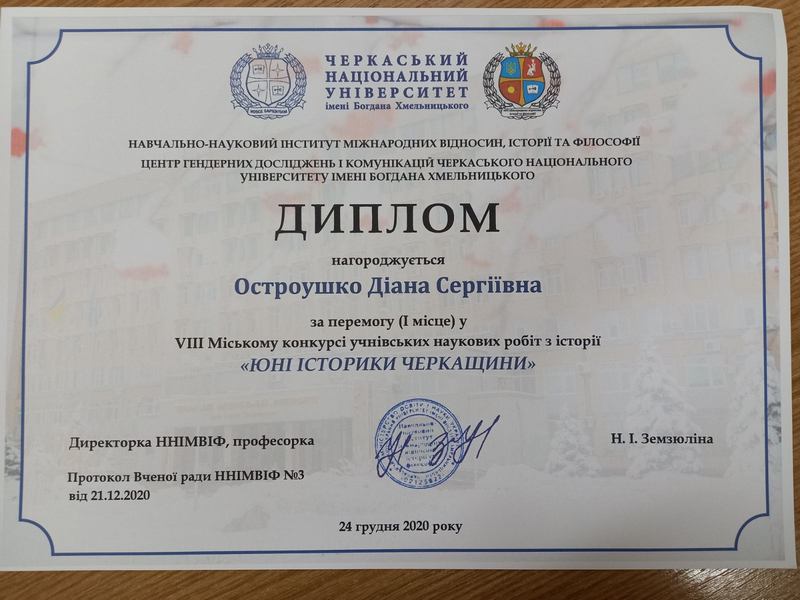 ЧЕРКАСЬКИЙ
НАЦІОНАЛЬНИЙ
УНІВЕРСИТЕТ
імені Богдана Хмельницького
НАВЧАЛЬНО-НАУКОВИЙ ІНСТИТУТ МІЖНАРОДНИХ ВІДНОСИН, ІСТОРІЇ ТА ФІЛОСОФІЇ
ЦЕНТР ГЕНДЕРНИХ ДОСЛІДЖЕНЬ І КОМУНІКАЦІЙ ЧЕРКАСЬКОГО НАЦІОНАЛЬНОГО
УНІВЕРСИТЕТУ ІМЕНІ БОГДАНА ХМЕЛЬНИЦЬКОГО
ДИПЛОМ
нагороджується
Остроушко Діана Сергіївна
за перемогу (І місце) у
VIII Міському конкурсі учнівських наукових робіт з історії
«ЮНІ ІСТОРИКИ ЧЕРКАЩИНИ»
Директорка ННІМВІФ, професорка
Н. І. Земзюліна
Протокол Вченої ради ННІМВІФ №3
від 21.12.2020
24 грудня 2020 року